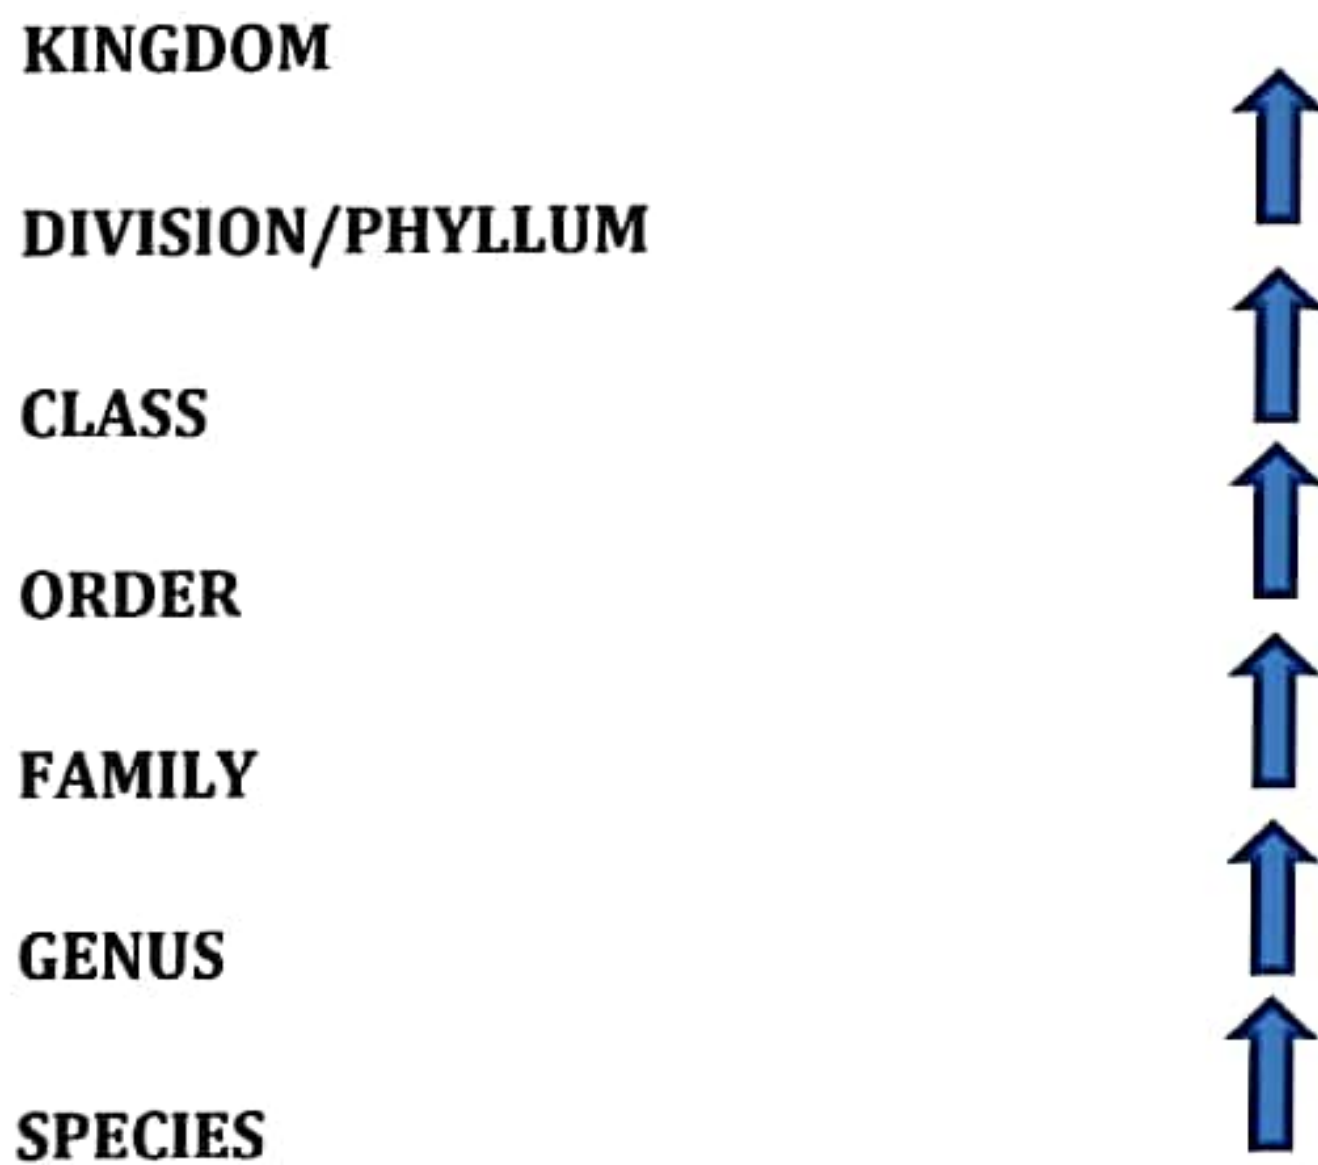 KINGDOM
DIVISION/PHYLLUM
CLASS
ORDER
FAMILY
GENUS
SPECIES